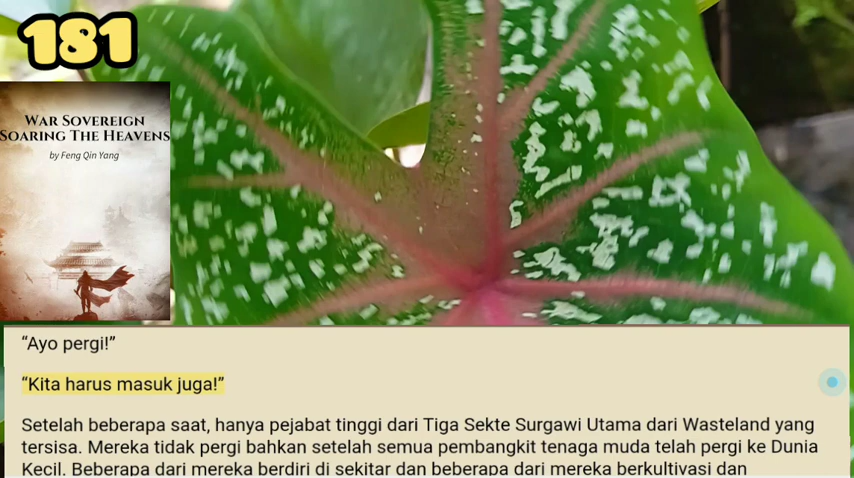 181
WAR SOVEREIGN
SOARING THE HEAVENS
by Feng Qin Yang
“Ayo pergi!”
“Kita harus masuk juga!”
Setelah beberapa saat, hanya pejabat tinggi dari Tiga Sekte Surgawi Utama dari Wasteland yang
tersisa. Mereka tidak pergi bahkan setelah semua pembangkit tenaga muda telah pergi ke Dunia
Kecil. Beberapa dari mereka berdiri di sekitar dan beberapa dari mereka berkultivasi dan